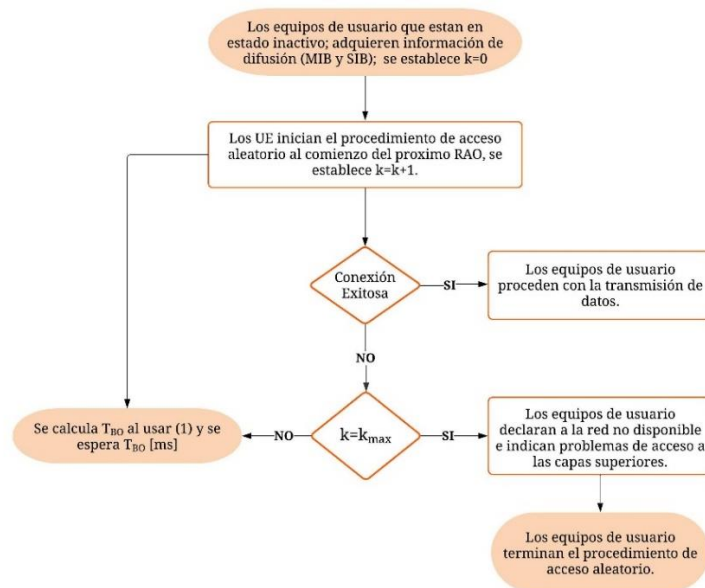 Los equipos de usuario que estan en
estado inactivo; adquieren información de
difusión (MIB y SIB); se establece k=0
Los UE inician el procedimiento de acceso
aleatorio al comienzo del proximo RAO, se
establece k=k+1.
Conexión
Exitosa
SI
Los equipos de usuario
proceden con la transmisión de
datos.
NO
Se calcula T_BO al usar (1) y se
espera T_BO [ms]
NO
k=k_max
SI
Los equipos de usuario
declaran a la red no disponible
e indican problemas de acceso a
las capas superiores.
Los equipos de usuario
terminan el procedimiento de
acceso aleatorio.